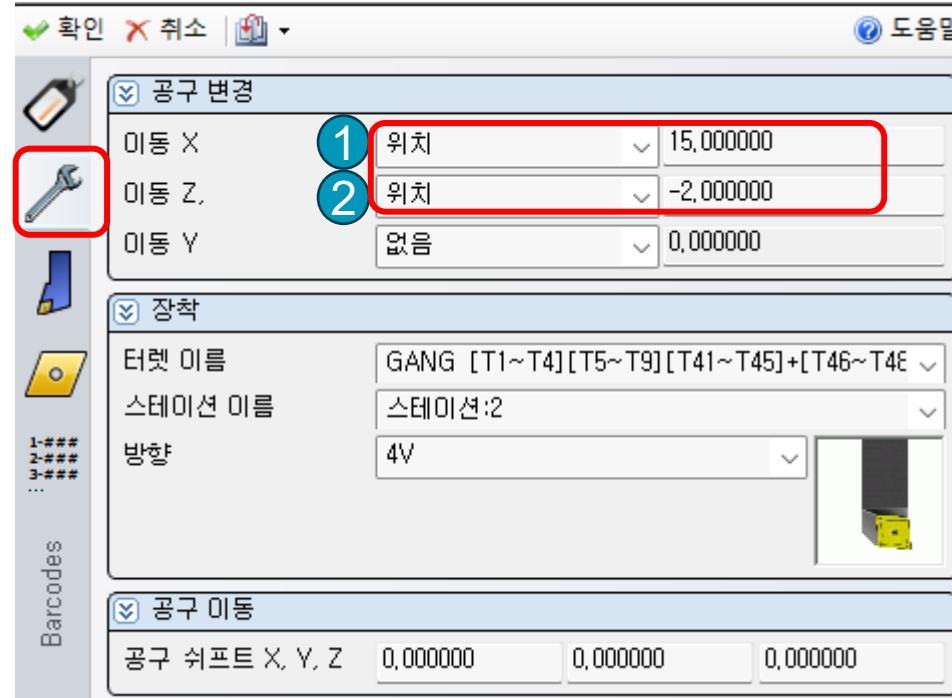 확인 취소 도움말
공구 변경
이동 X 1 위치 15,000000
이동 Z, 2 위치 -2,000000
이동 Y 없음 0,000000
장착
터렛 이름 GANG [T1~T4][T5~T9][T41~T45]+[T46~T48
스테이션 이름 스테이션:2
방향 4V
1-###
2-###
3-###
...
Barcodes
공구 이동
공구 쉬프트 X, Y, Z 0,000000 0,000000 0,000000